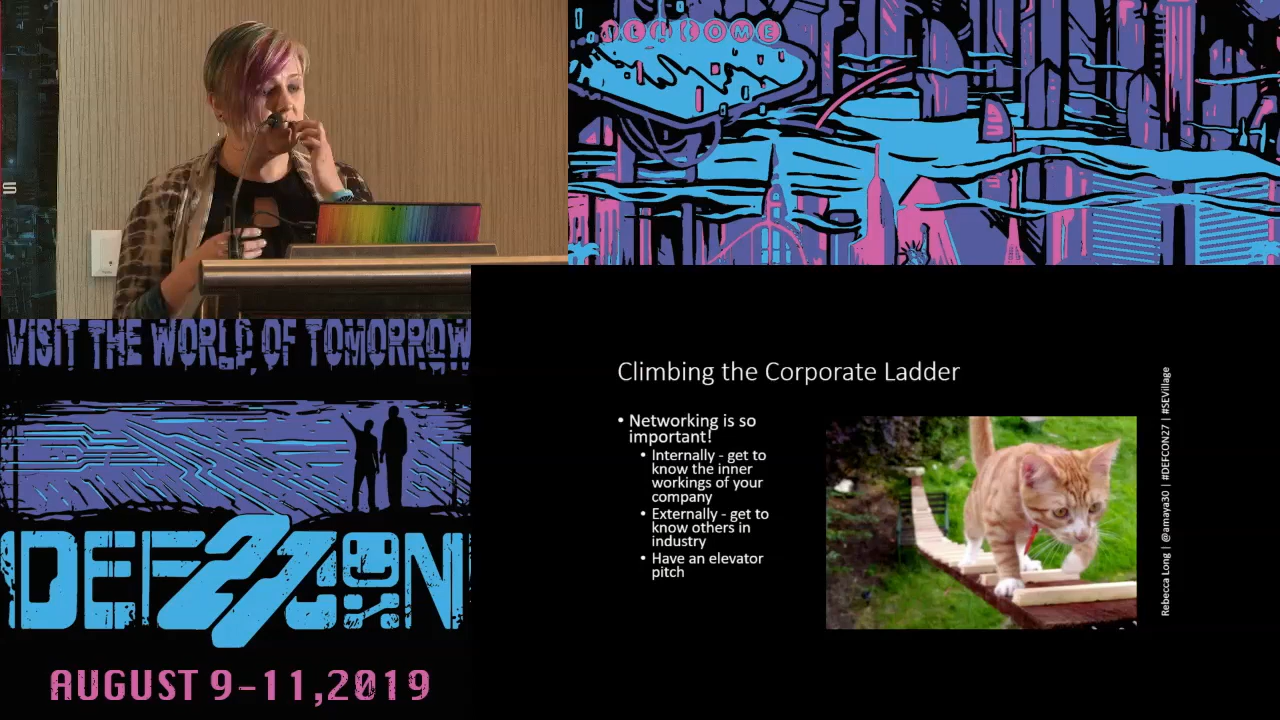 WELCOME
VISIT THE WORLD OF TOMORROW
DEF 27 CON
AUGUST 9-11,2019
Climbing the Corporate Ladder
• Networking is so
important!
• Internally - get to
know the inner
workings of your
company
• Externally - get to
know others in
industry
• Have an elevator
pitch
Rebecca Long | @amaya30 | #DEFCON27 | #SEVillage